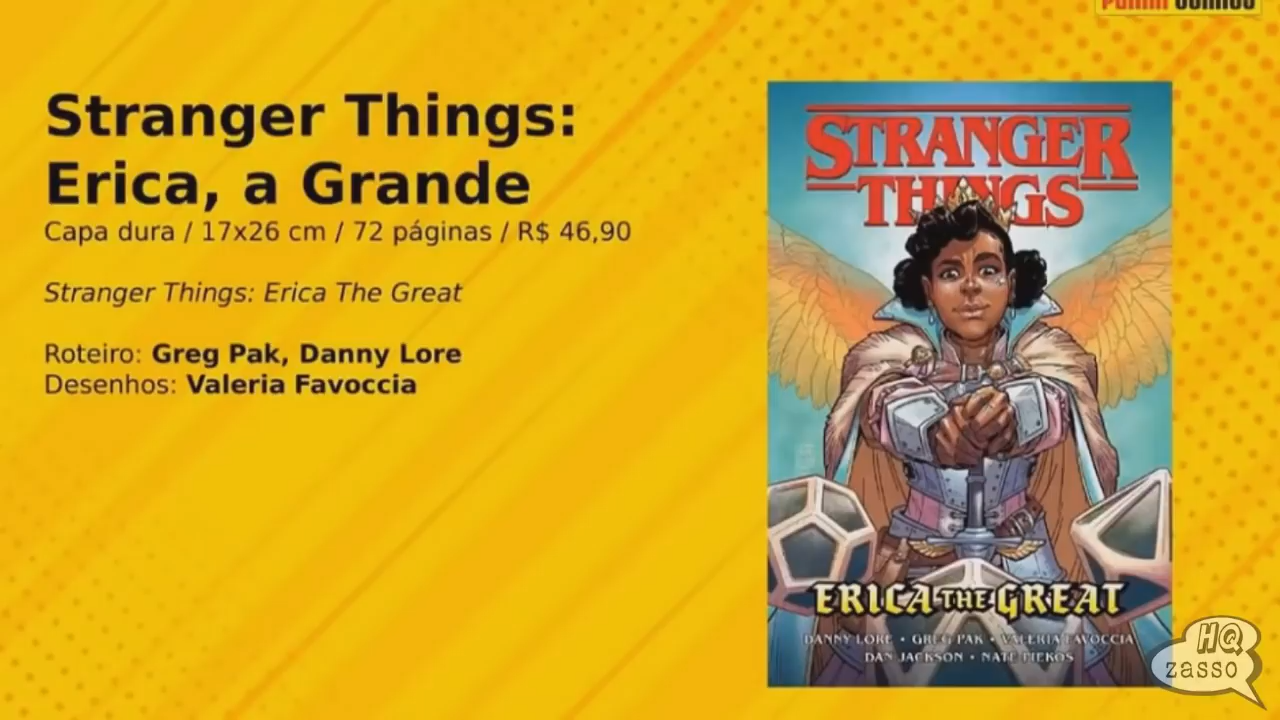 PANINI COMICS
Stranger Things:
Erica, a Grande
Capa dura / 17x26 cm / 72 páginas / R$ 46,90
Stranger Things: Erica The Great
Roteiro: Greg Pak, Danny Lore
Desenhos: Valeria Favoccia
STRANGER
THINGS
ERICA THE GREAT
DANNY LORE • GREG PAK • VALERIA FAVOCCIA
DAN JACKSON • NATE PIEKOS
HQ
zasso